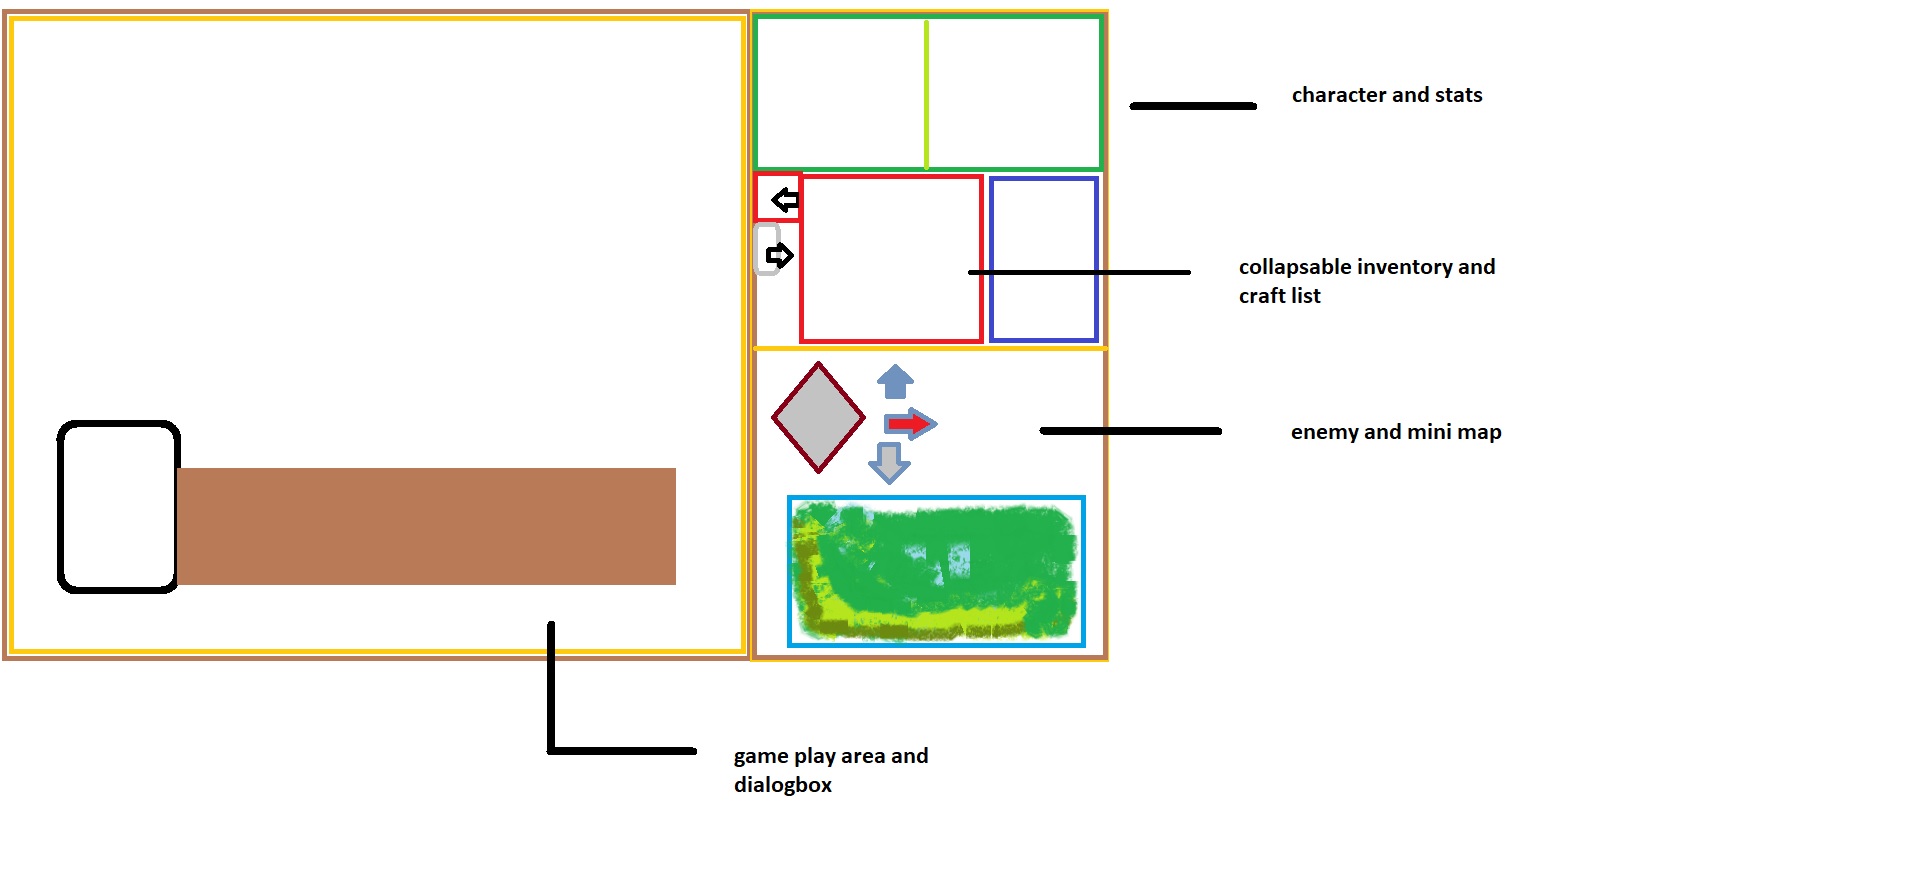 character and stats
collapsable inventory and
craft list
enemy and mini map
game play area and
dialogbox